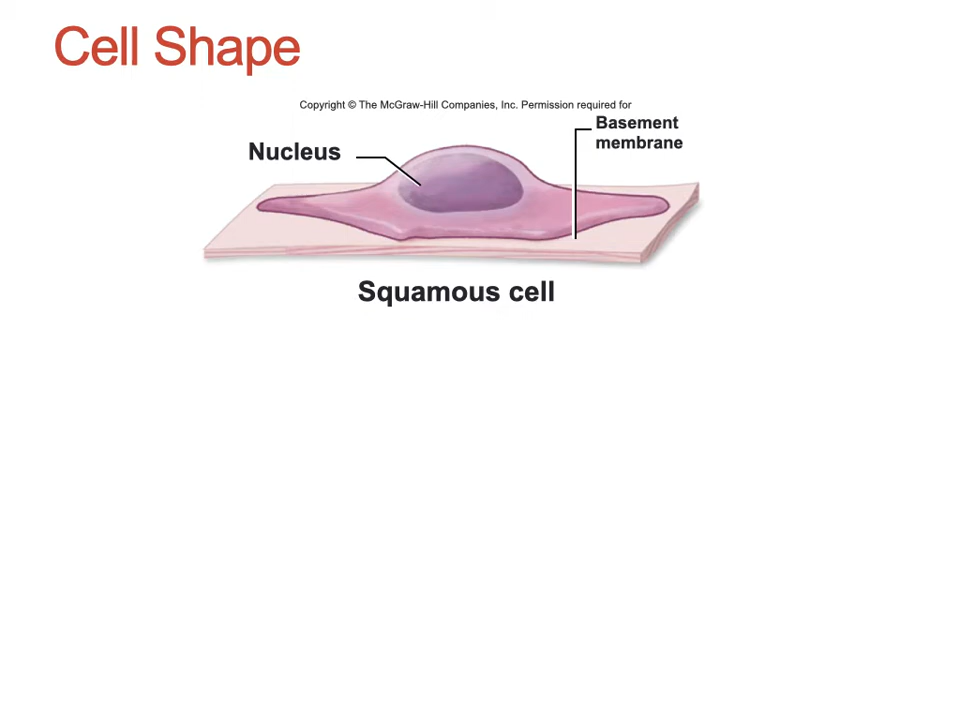 Cell Shape
Copyright © The McGraw-Hill Companies, Inc. Permission required for
Basement
membrane
Nucleus
Squamous cell